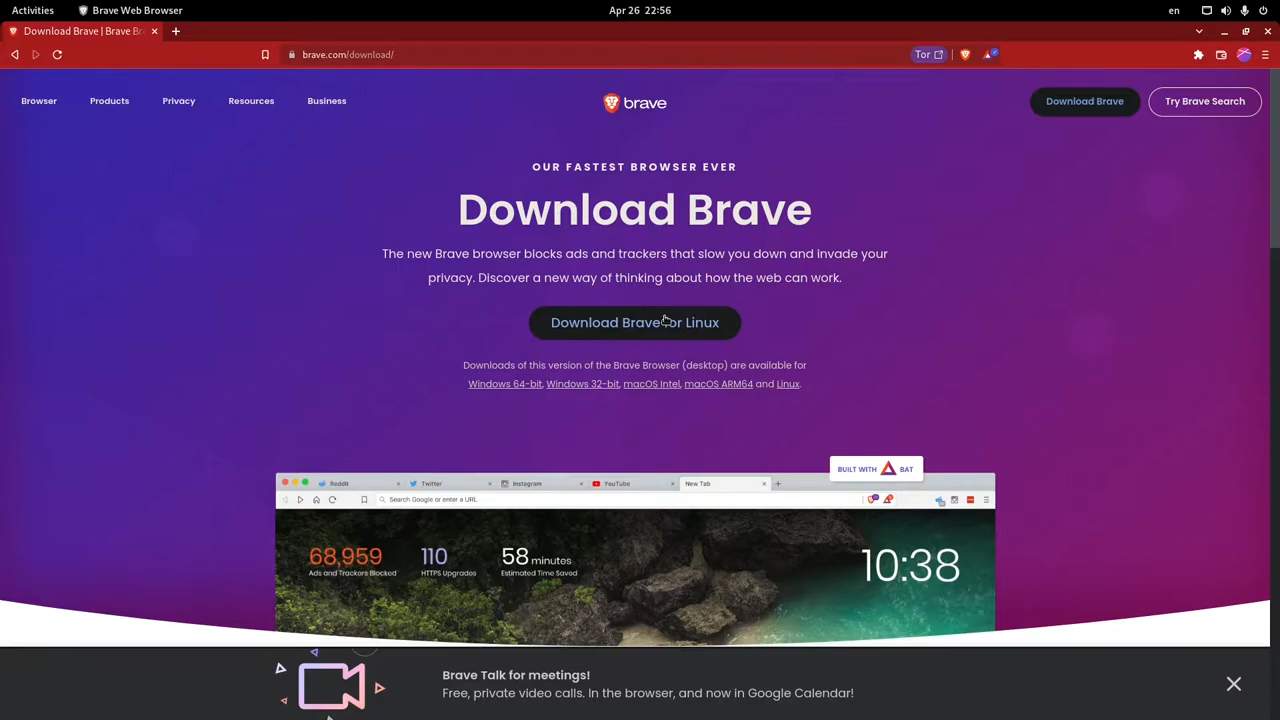 Activities
Brave Web Browser
Apr 26 22:56
en
Download Brave | Brave Br
brave.com/download/
Tor
Browser
Products
Privacy
Resources
Business
brave
Download Brave
Try Brave Search
OUR FASTEST BROWSER EVER
Download Brave
The new Brave browser blocks ads and trackers that slow you down and invade your
privacy. Discover a new way of thinking about how the web can work.
Download Brave for Linux
Downloads of this version of the Brave Browser (desktop) are available for
Windows 64-bit, Windows 32-bit, macOS Intel, macOS ARM64 and Linux.
BUILT WITH BAT
Reddit
Twitter
Instagram
YouTube
New Tab
Search Google or enter a URL
68,959
Ads and Trackers Blocked
110
HTTPS Upgrades
58 minutes
Estimated Time Saved
10:38
Brave Talk for meetings!
Free, private video calls. In the browser, and now in Google Calendar!